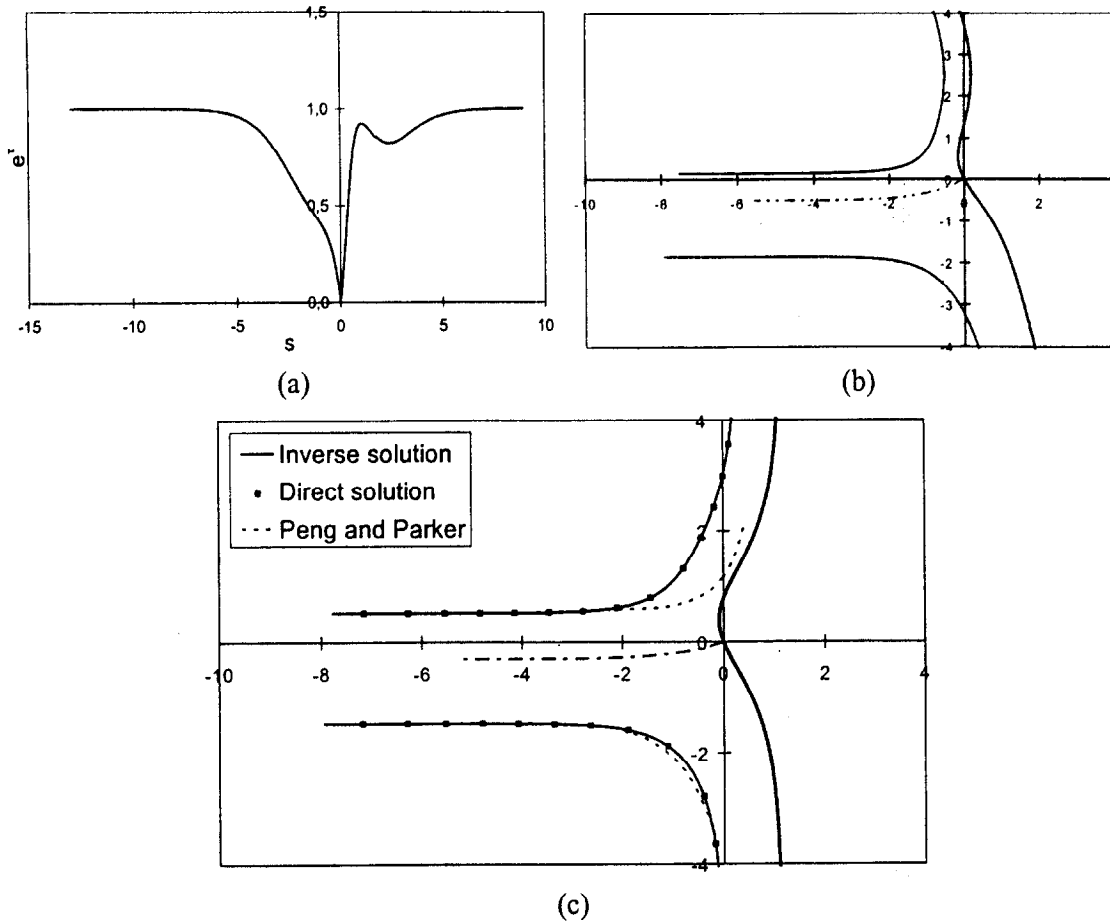 1,5
1,0
e^τ
0,5
0,0
-15 -10 -5 0 5 10
s
(a)
4
3
2
1
0
-10 -8 -6 -4 -2 0 2
-1
-2
-3
-4
(b)
4
Inverse solution
Direct solution
Peng and Parker
2
0
-10 -8 -6 -4 -2 0 2 4
-2
-4
(c)